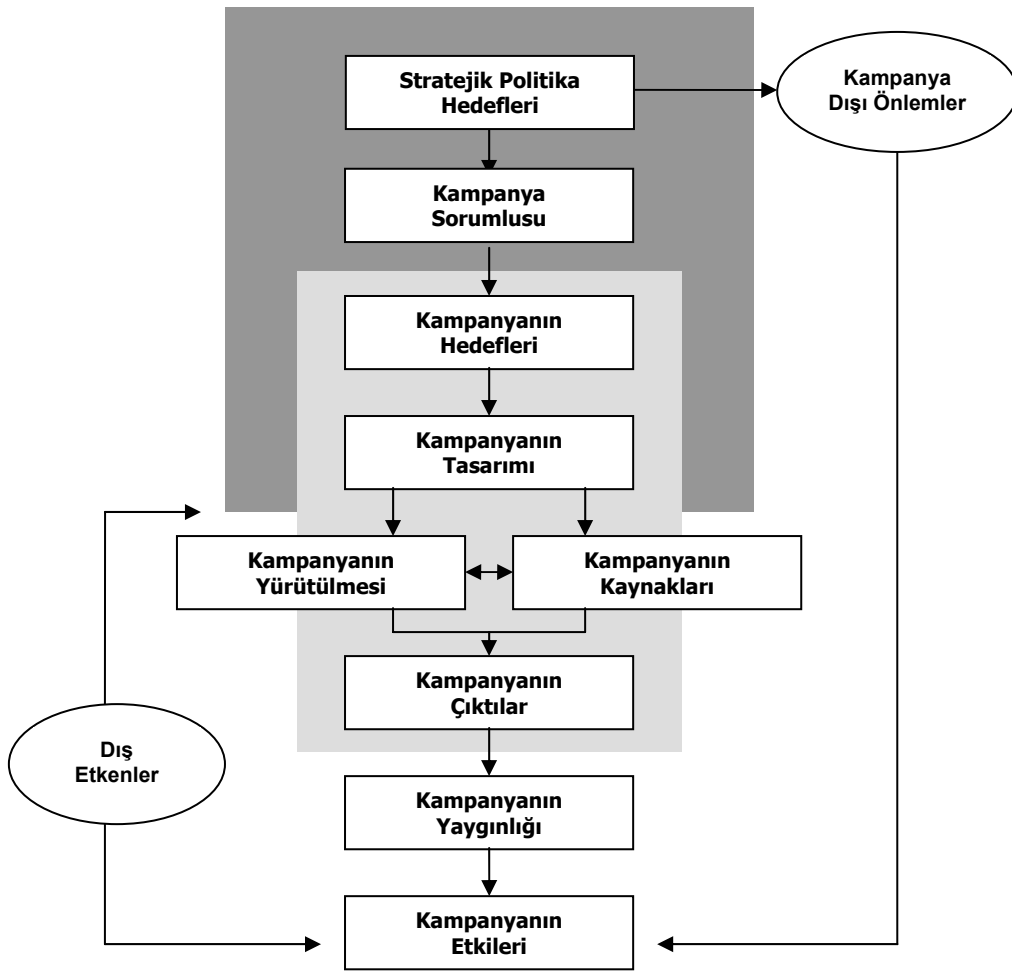 Stratejik Politika
Hedefleri
Kampanya
Dışı Önlemler
Kampanya
Sorumlusu
Kampanyanın
Hedefleri
Kampanyanın
Tasarımı
Kampanyanın
Yürütülmesi
Kampanyanın
Kaynakları
Kampanyanın
Çıktılar
Dış
Etkenler
Kampanyanın
Yaygınlığı
Kampanyanın
Etkileri